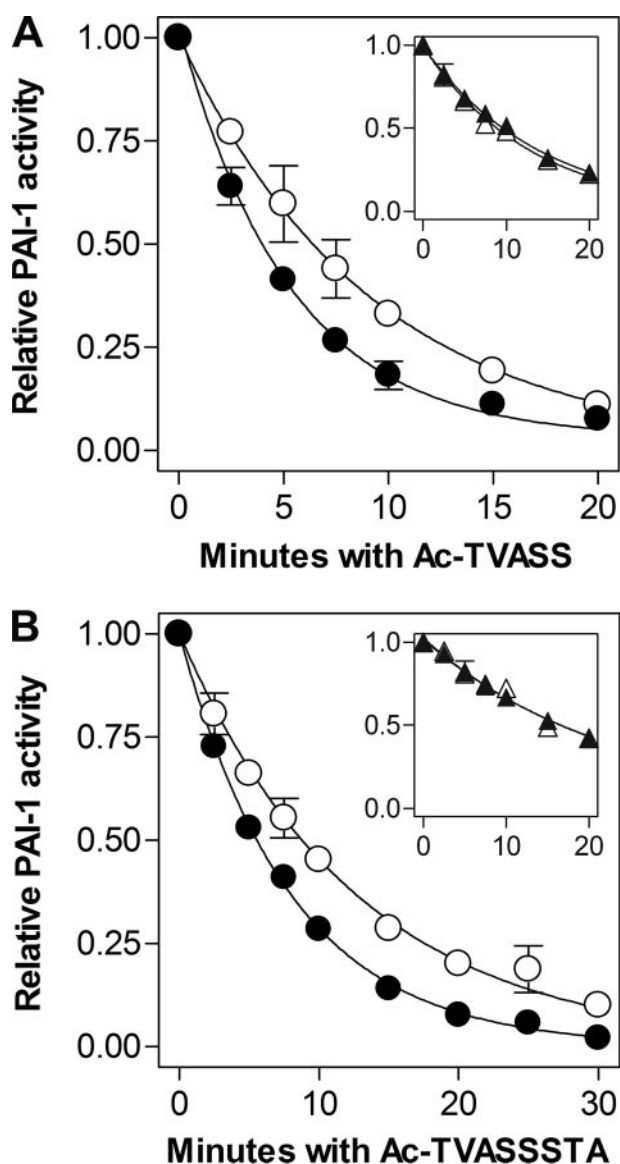 A
Relative PAI-1 activity
1.00
0.75
0.50
0.25
0.00
0 5 10 15 20
Minutes with Ac-TVASS
1.0
0.5
0.0
0 10 20
B
Relative PAI-1 activity
1.00
0.75
0.50
0.25
0.00
0 10 20 30
Minutes with Ac-TVASSSTA
1.0
0.5
0.0
0 10 20